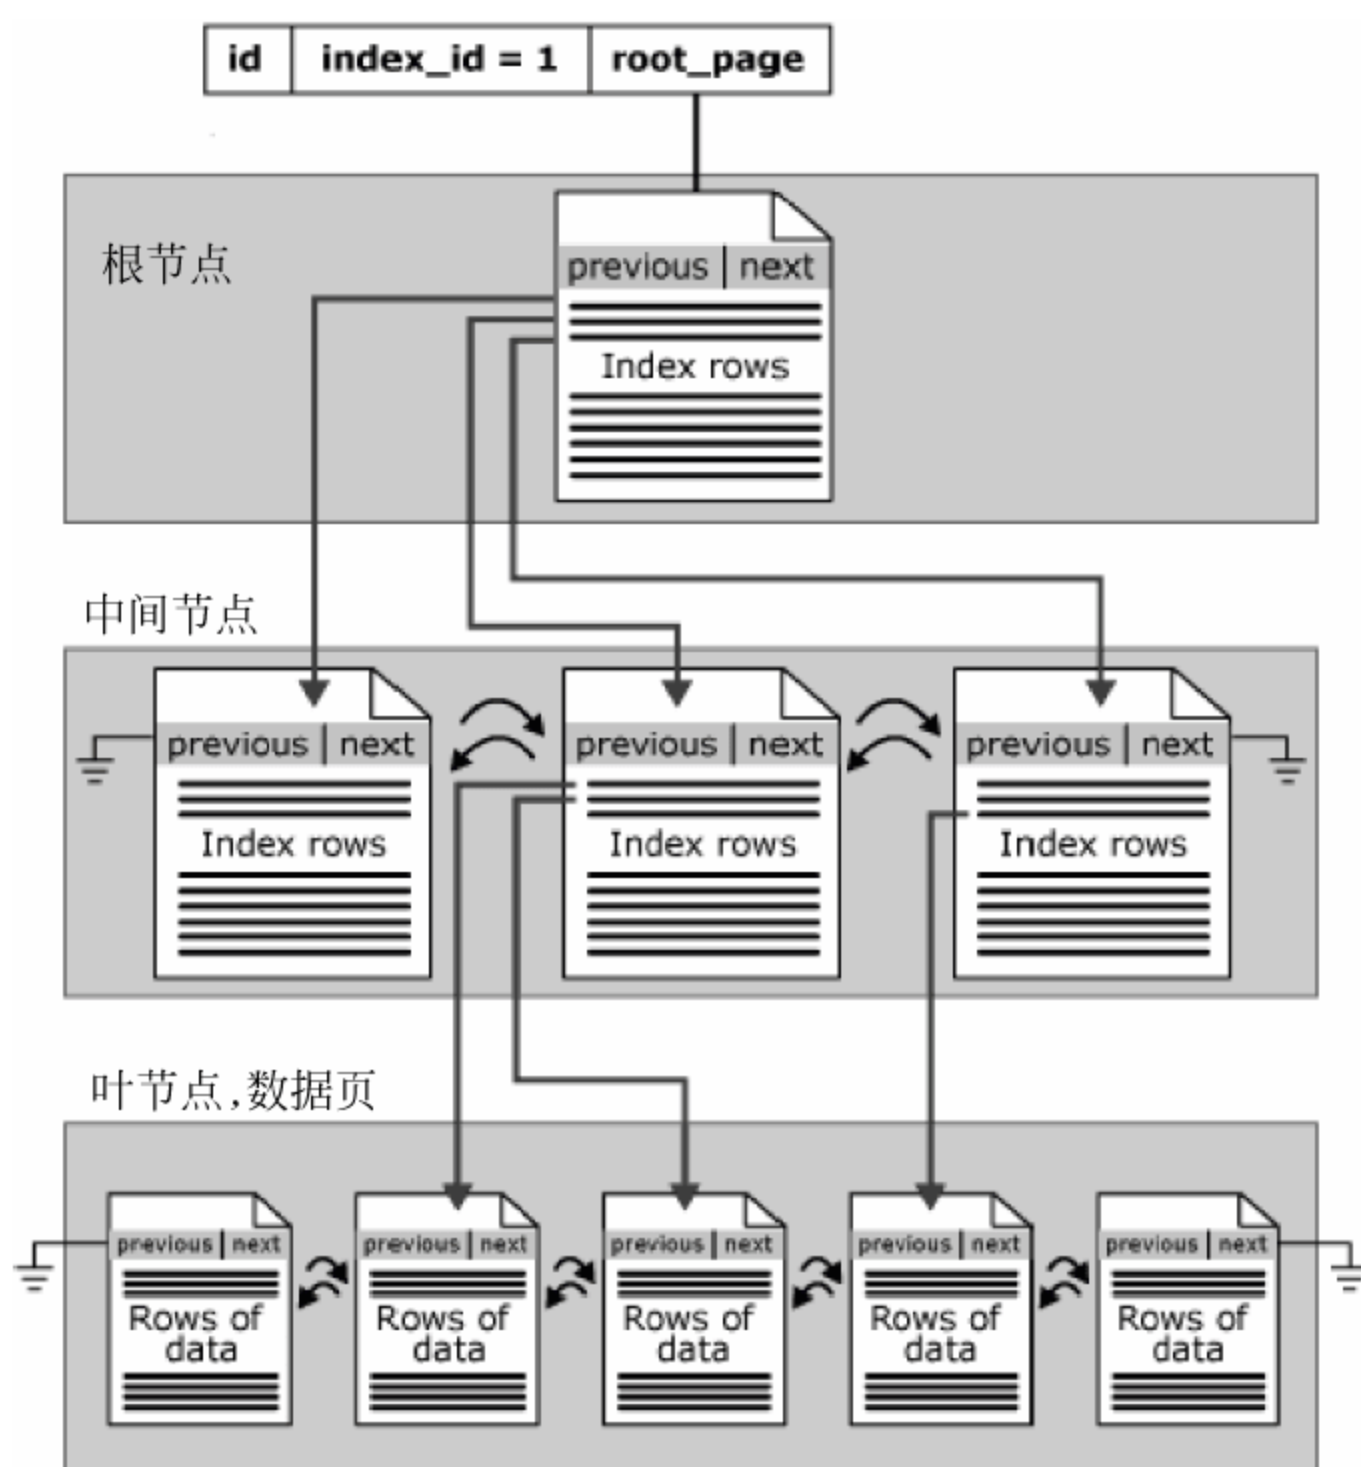 id index_id = 1 root_page
根节点
previous next
Index rows
中间节点
previous next previous next previous next
Index rows Index rows Index rows
叶节点,数据页
previous next previous next previous next previous next previous next
Rows of Rows of Rows of Rows of Rows of
data data data data data